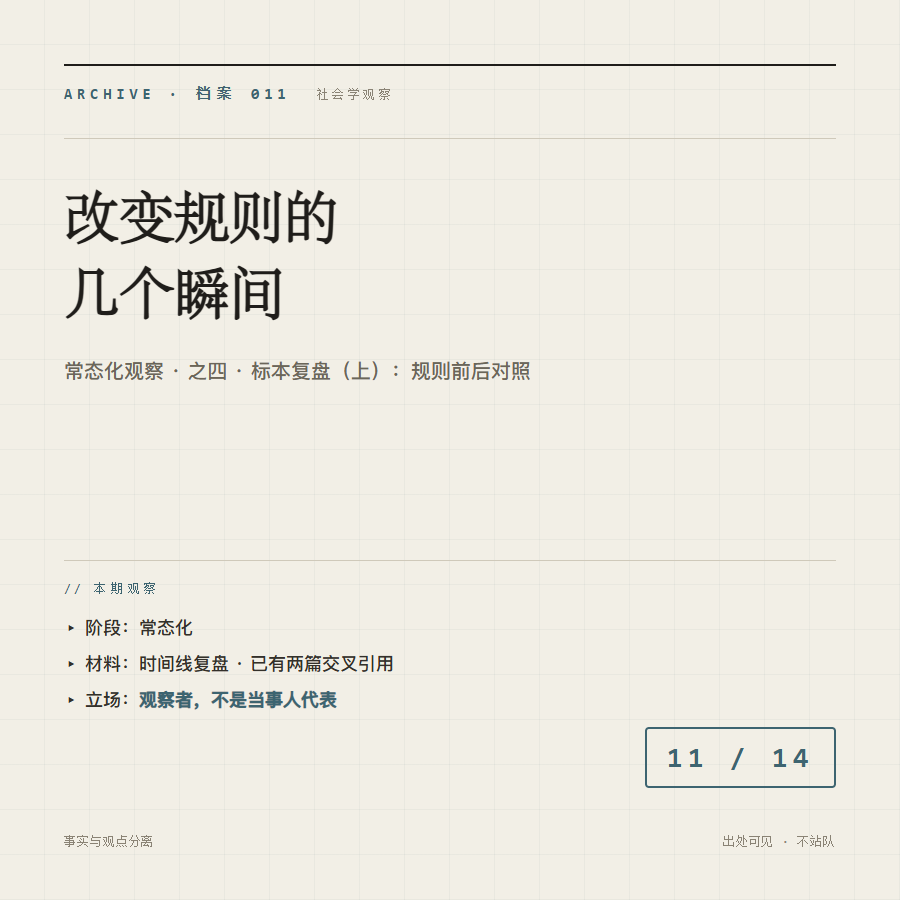 ARCHIVE · 档案 011 社会学观察
改变规则的
几个瞬间
常态化观察 · 之四 · 标本复盘（上）：规则前后对照
// 本期观察
▸ 阶段：常态化
▸ 材料：时间线复盘 · 已有两篇交叉引用
▸ 立场：观察者，不是当事人代表
11 / 14
事实与观点分离
出处可见 · 不站队